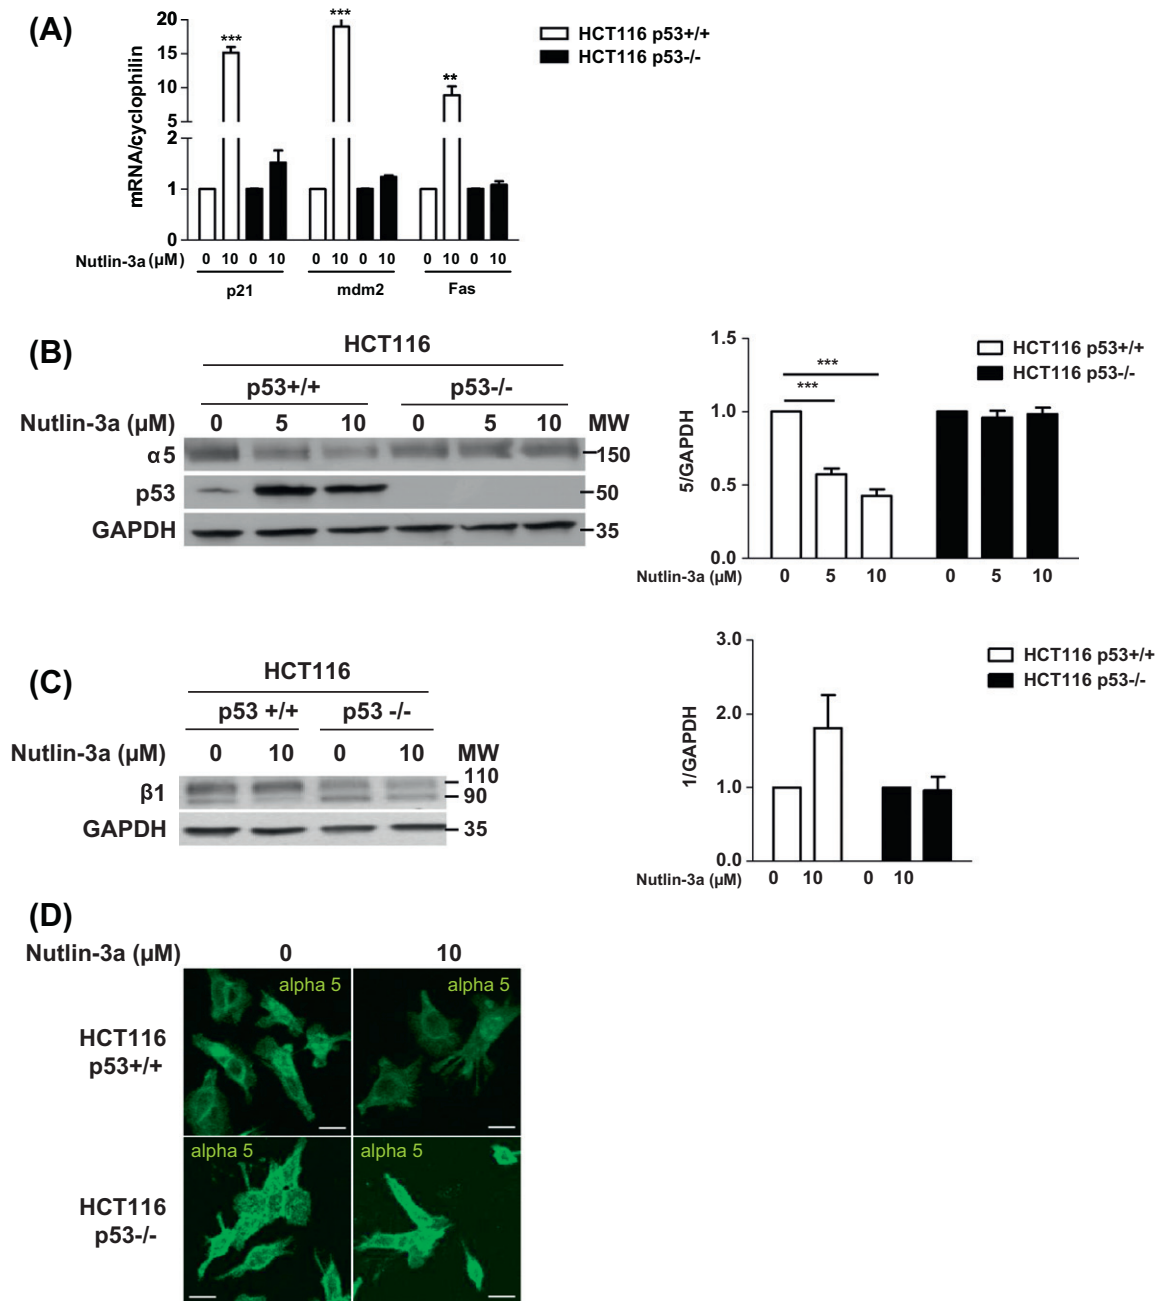 (A)
mRNA/cyclophilin
20
15
10
5
2
1
0
***
***
**
HCT116 p53+/+
HCT116 p53-/-
Nutlin-3a (µM)
0 10 0 10 0 10 0 10 0 10 0 10
p21 mdm2 Fas
(B)
HCT116
p53+/+ p53-/-
Nutlin-3a (µM) 0 5 10 0 5 10 MW
α5 150
p53 50
GAPDH 35
5/GAPDH
1.5
1.0
0.5
0.0
***
***
HCT116 p53+/+
HCT116 p53-/-
Nutlin-3a (µM) 0 5 10 0 5 10
(C)
HCT116
p53 +/+ p53 -/-
Nutlin-3a (µM) 0 10 0 10 MW
β1 110
90
GAPDH 35
1/GAPDH
3.0
2.0
1.0
0.0
HCT116 p53+/+
HCT116 p53-/-
Nutlin-3a (µM) 0 10 0 10
(D)
Nutlin-3a (µM) 0 10
HCT116
p53+/+
alpha 5 alpha 5
HCT116
p53-/-
alpha 5 alpha 5